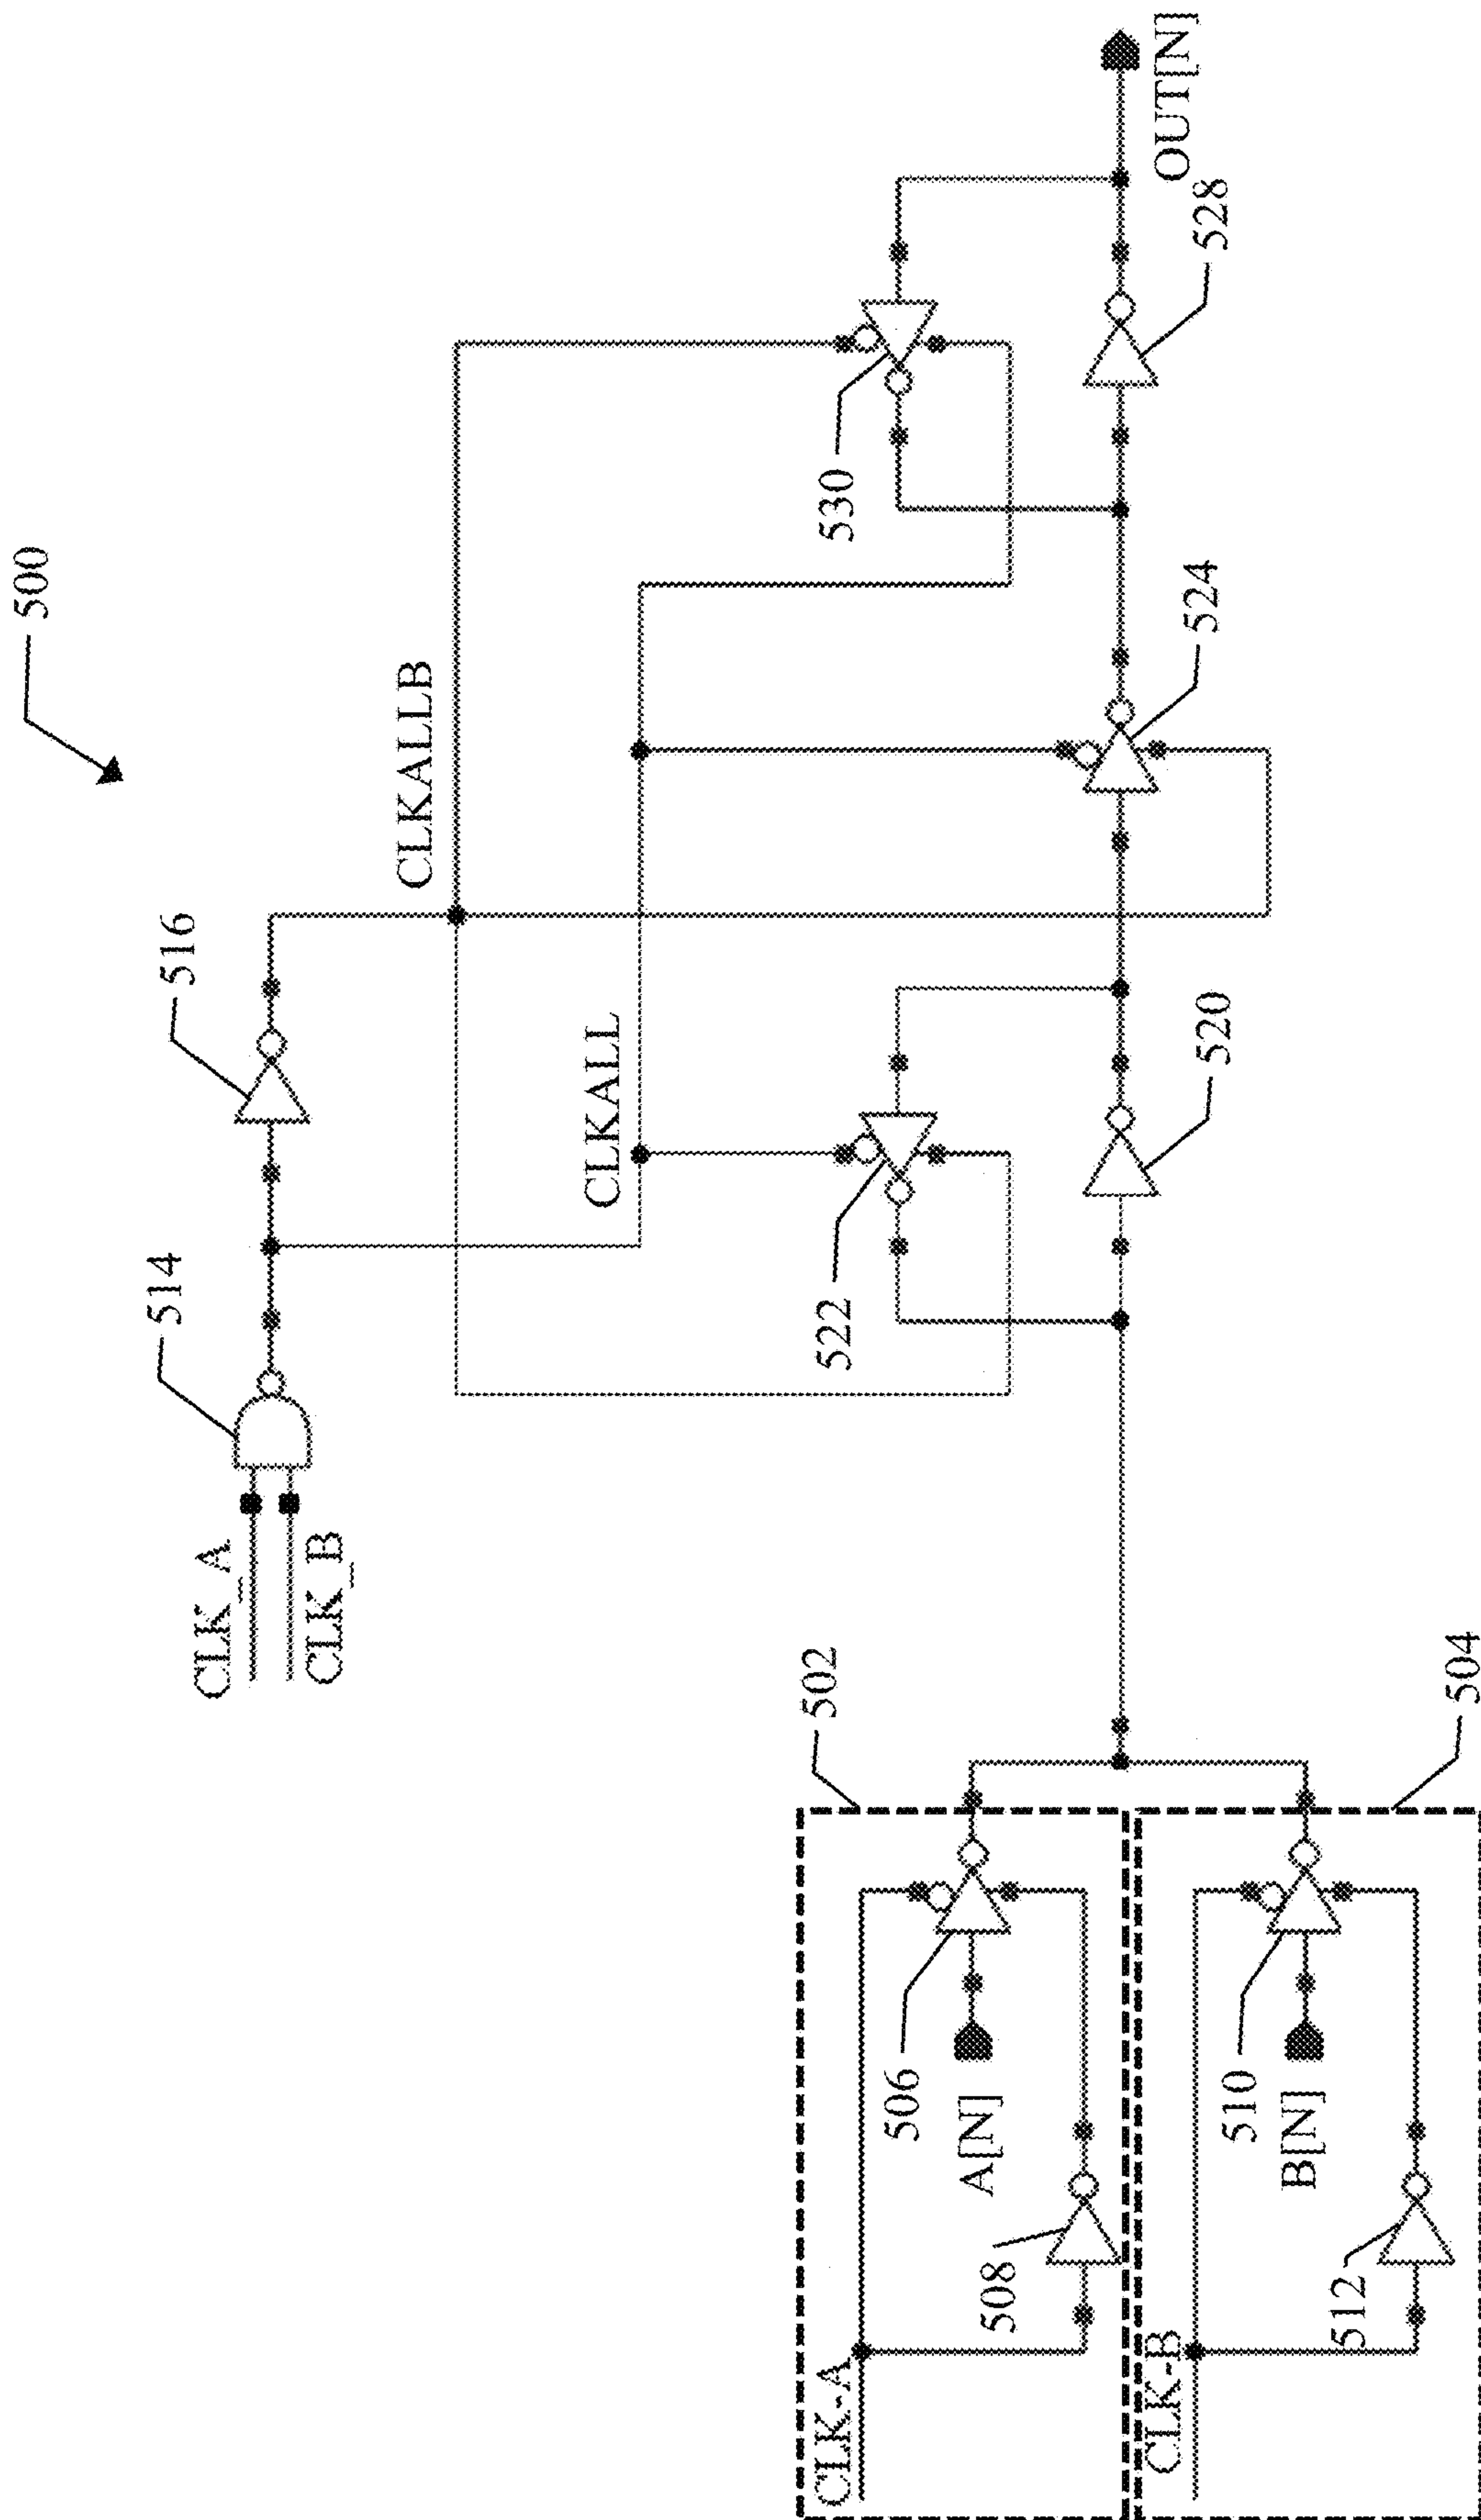 500
CLK_A
CLK_B
514
516
CLKALLB
CLKALL
522
530
520
524
528
OUT[N]
502
CLK-A
506
A[N]
508
504
CLK-B
510
B[N]
512